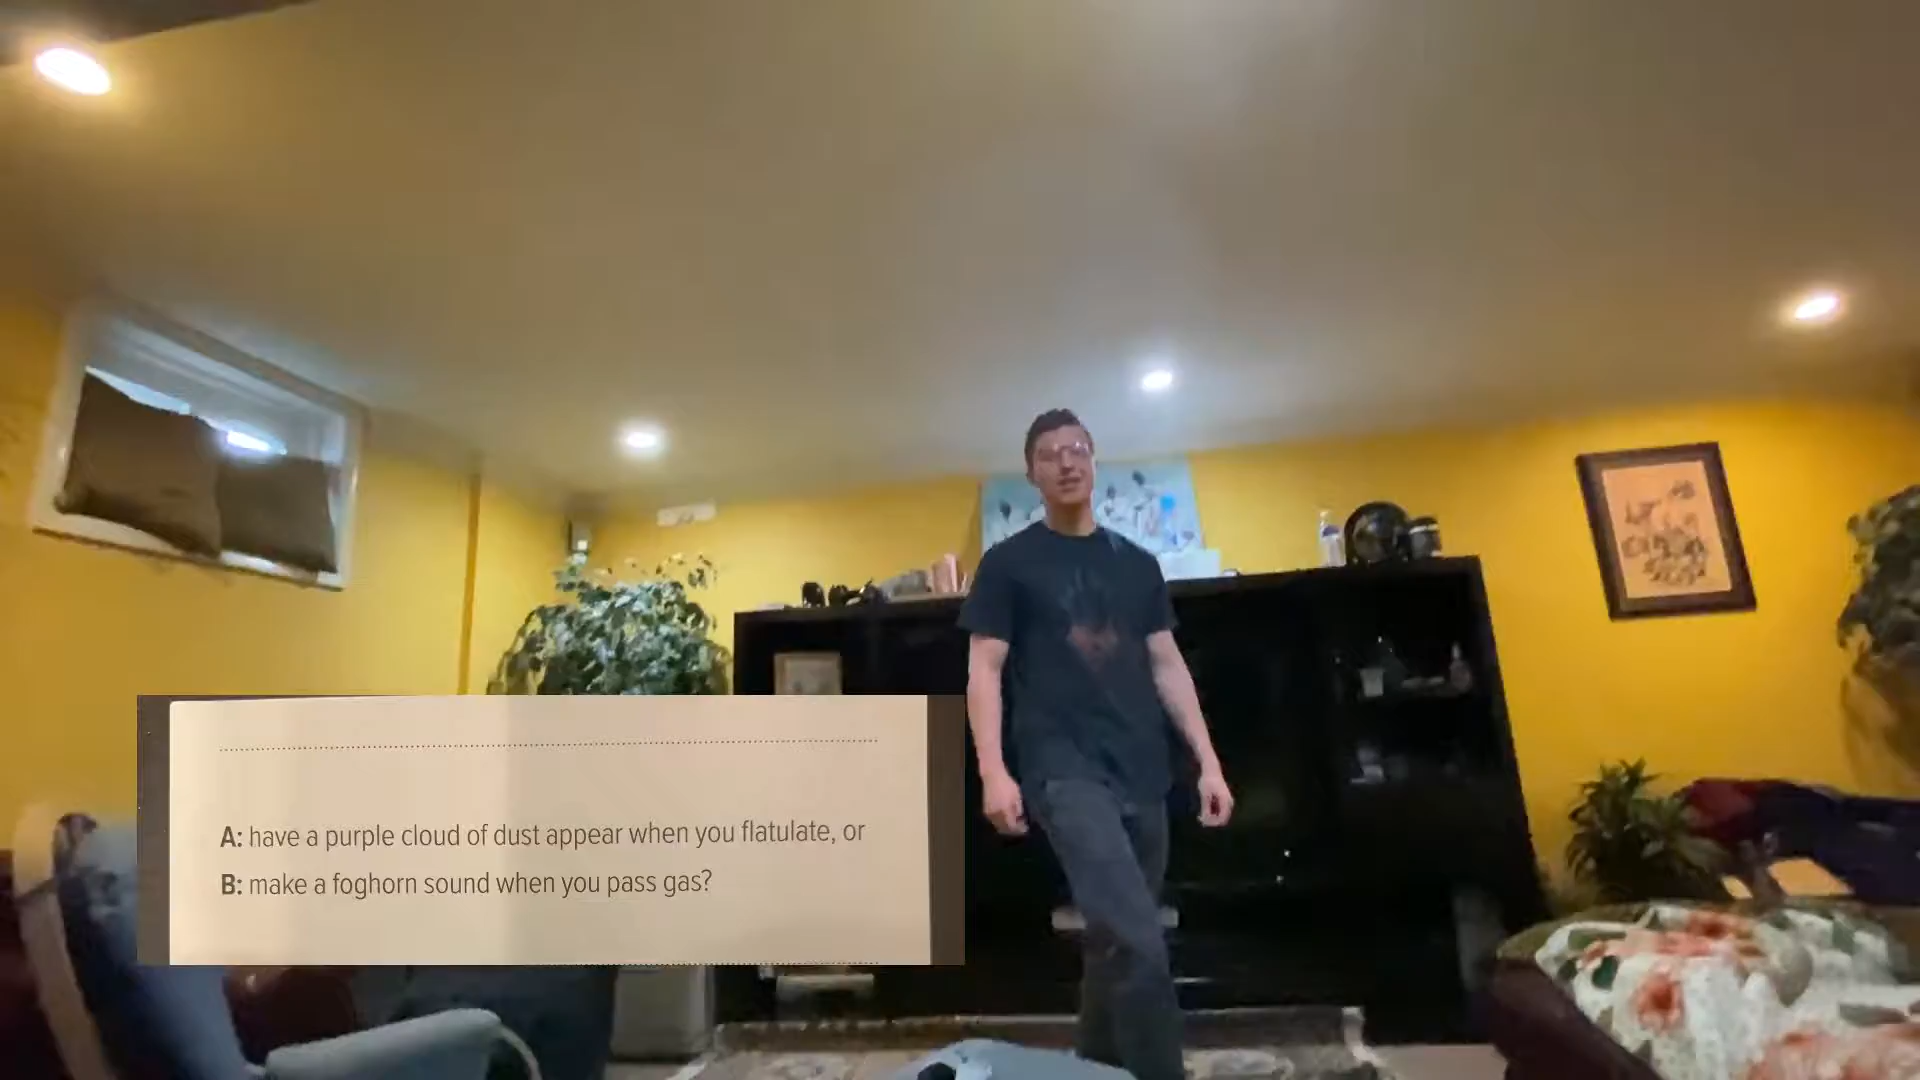 A: have a purple cloud of dust appear when you flatulate, or
B: make a foghorn sound when you pass gas?